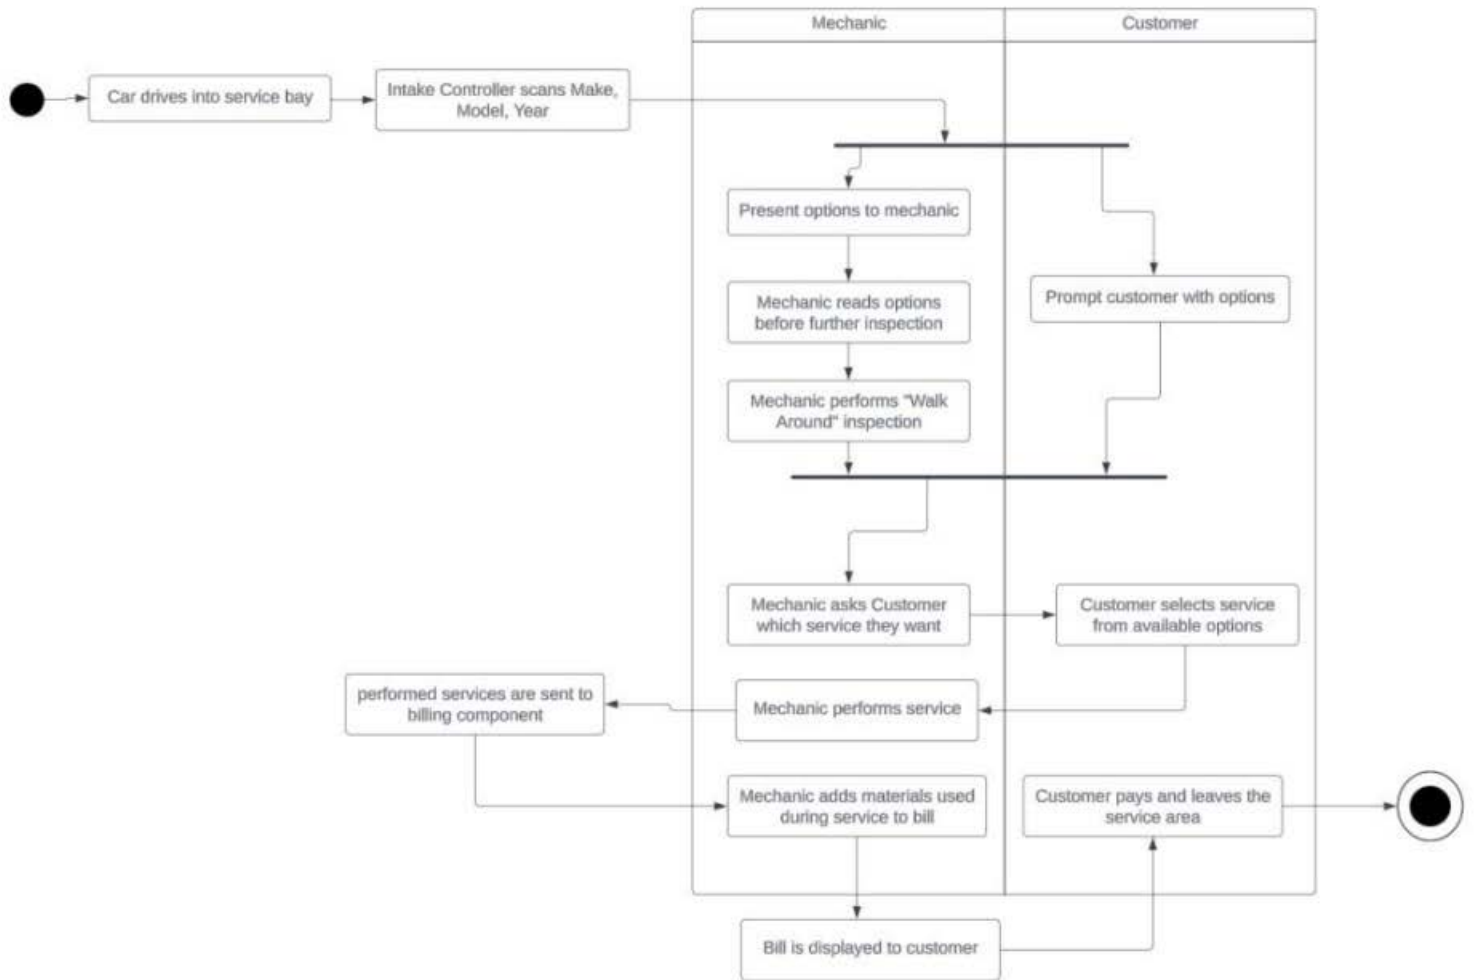 Mechanic
Customer
Car drives into service bay
Intake Controller scans Make,
Model, Year
Present options to mechanic
Mechanic reads options
before further inspection
Prompt customer with options
Mechanic performs "Walk
Around" inspection
Mechanic asks Customer
which service they want
Customer selects service
from available options
performed services are sent to
billing component
Mechanic performs service
Mechanic adds materials used
during service to bill
Customer pays and leaves the
service area
Bill is displayed to customer